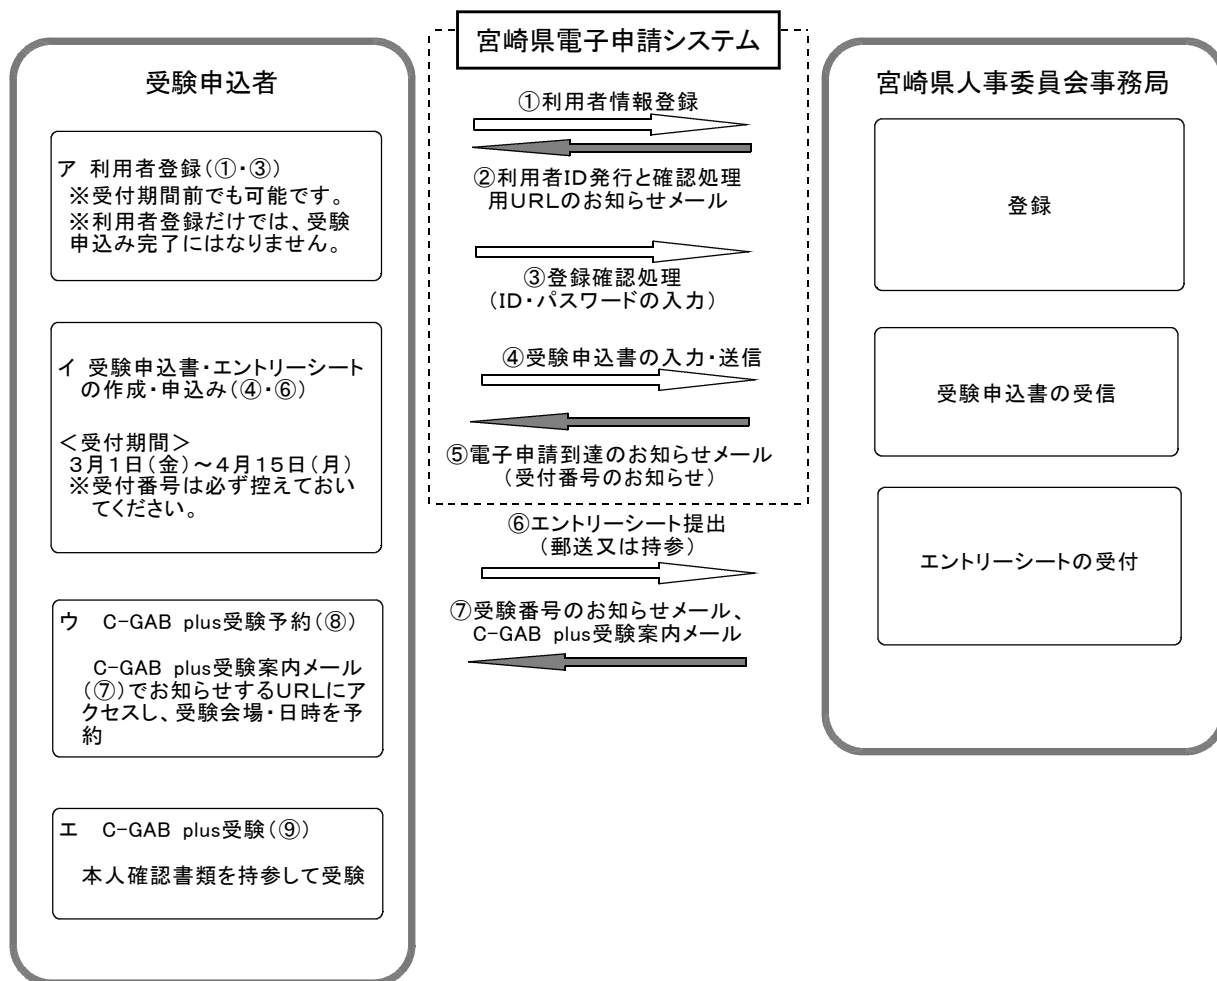 宮崎県電子申請システム
受験申込者
ア 利用者登録(①・③)
※受付期間前でも可能です。
※利用者登録だけでは、受験
申込み完了にはなりません。
イ 受験申込書・エントリーシート
の作成・申込み(④・⑥)
<受付期間>
3月1日(金)~4月15日(月)
※受付番号は必ず控えておい
てください。
ウ C-GAB plus受験予約(⑧)
C-GAB plus受験案内メール
(⑦)でお知らせするURLにア
クセスし、受験会場・日時を予
約
エ C-GAB plus受験(⑨)
本人確認書類を持参して受験
①利用者情報登録
②利用者ID発行と確認処理
用URLのお知らせメール
③登録確認処理
(ID・パスワードの入力)
④受験申込書の入力・送信
⑤電子申請到達のお知らせメール
(受付番号のお知らせ)
⑥エントリーシート提出
(郵送又は持参)
⑦受験番号のお知らせメール、
C-GAB plus受験案内メール
宮崎県人事委員会事務局
登録
受験申込書の受信
エントリーシートの受付